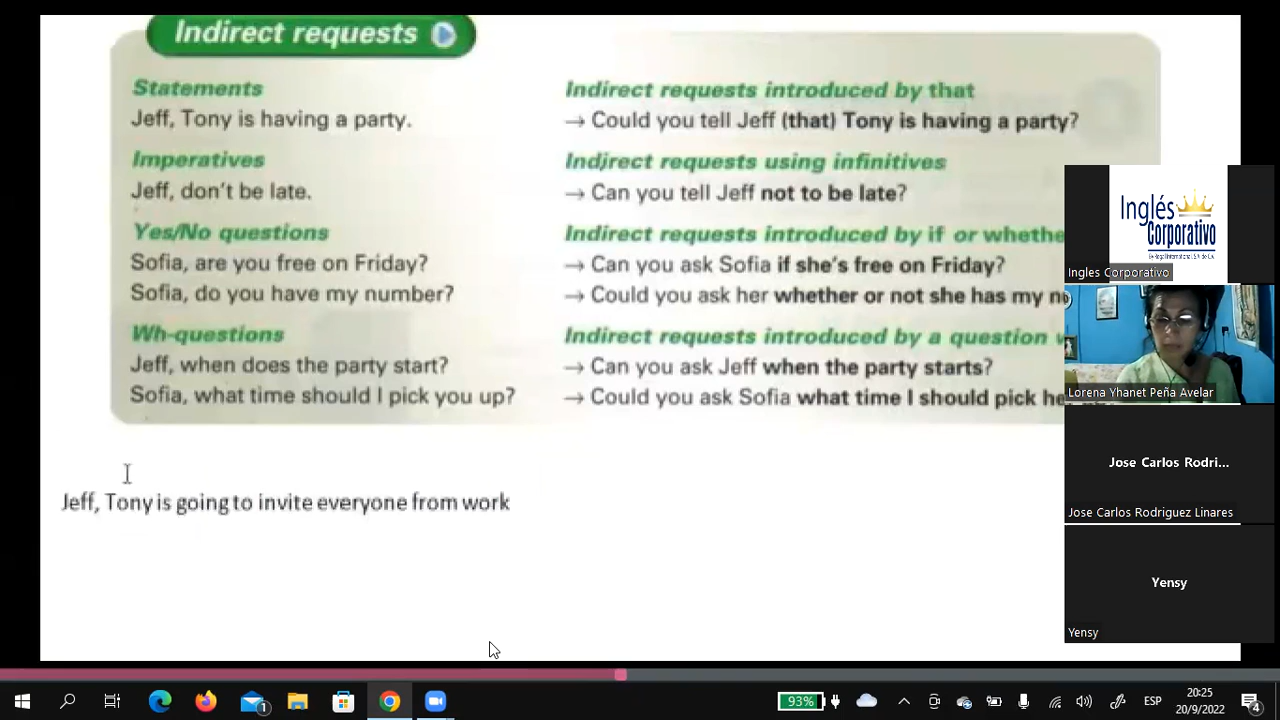 Indirect requests
Statements
Jeff, Tony is having a party.
Indirect requests introduced by that
→ Could you tell Jeff (that) Tony is having a party?
Imperatives
Jeff, don't be late.
Indirect requests using infinitives
→ Can you tell Jeff not to be late?
Yes/No questions
Sofia, are you free on Friday?
Sofia, do you have my number?
Indirect requests introduced by if or whethe
→ Can you ask Sofia if she's free on Friday?
→ Could you ask her whether or not she has my n
Wh-questions
Jeff, when does the party start?
Sofia, what time should I pick you up?
Indirect requests introduced by a question
→ Can you ask Jeff when the party starts?
→ Could you ask Sofia what time I should pick he
Jeff, Tony is going to invite everyone from work
Inglés
Corporativo
Ingles Corporativo
Lorena Yhanet Peña Avelar
Jose Carlos Rodri...
Jose Carlos Rodriguez Linares
Yensy
Yensy
1
93%
ESP
20:25
20/9/2022
4